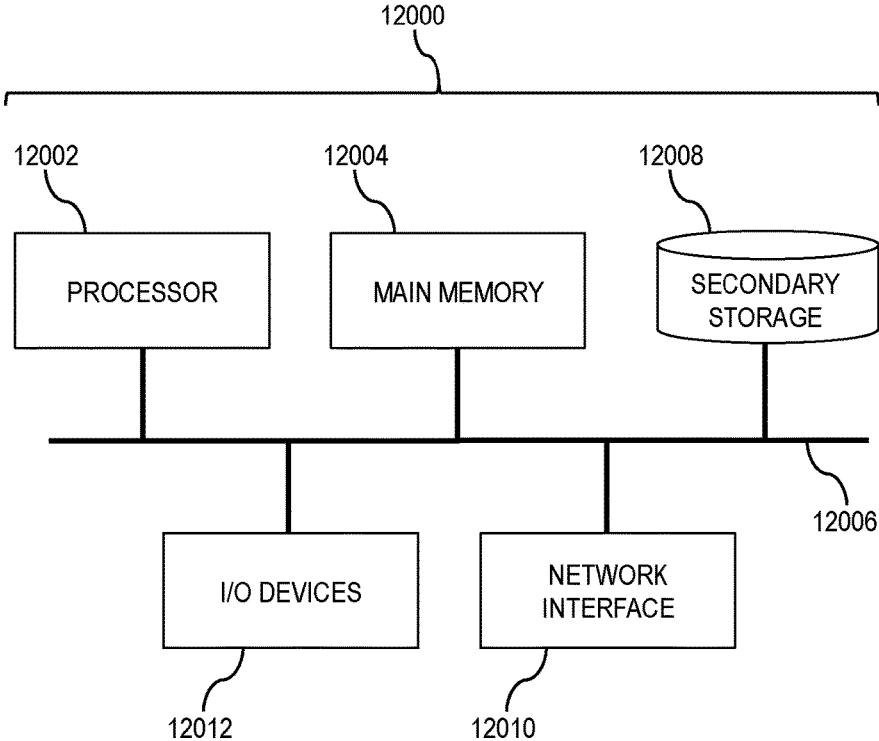 12000
12002
12004
12008
PROCESSOR
MAIN MEMORY
SECONDARY
STORAGE
12006
I/O DEVICES
NETWORK
INTERFACE
12012
12010